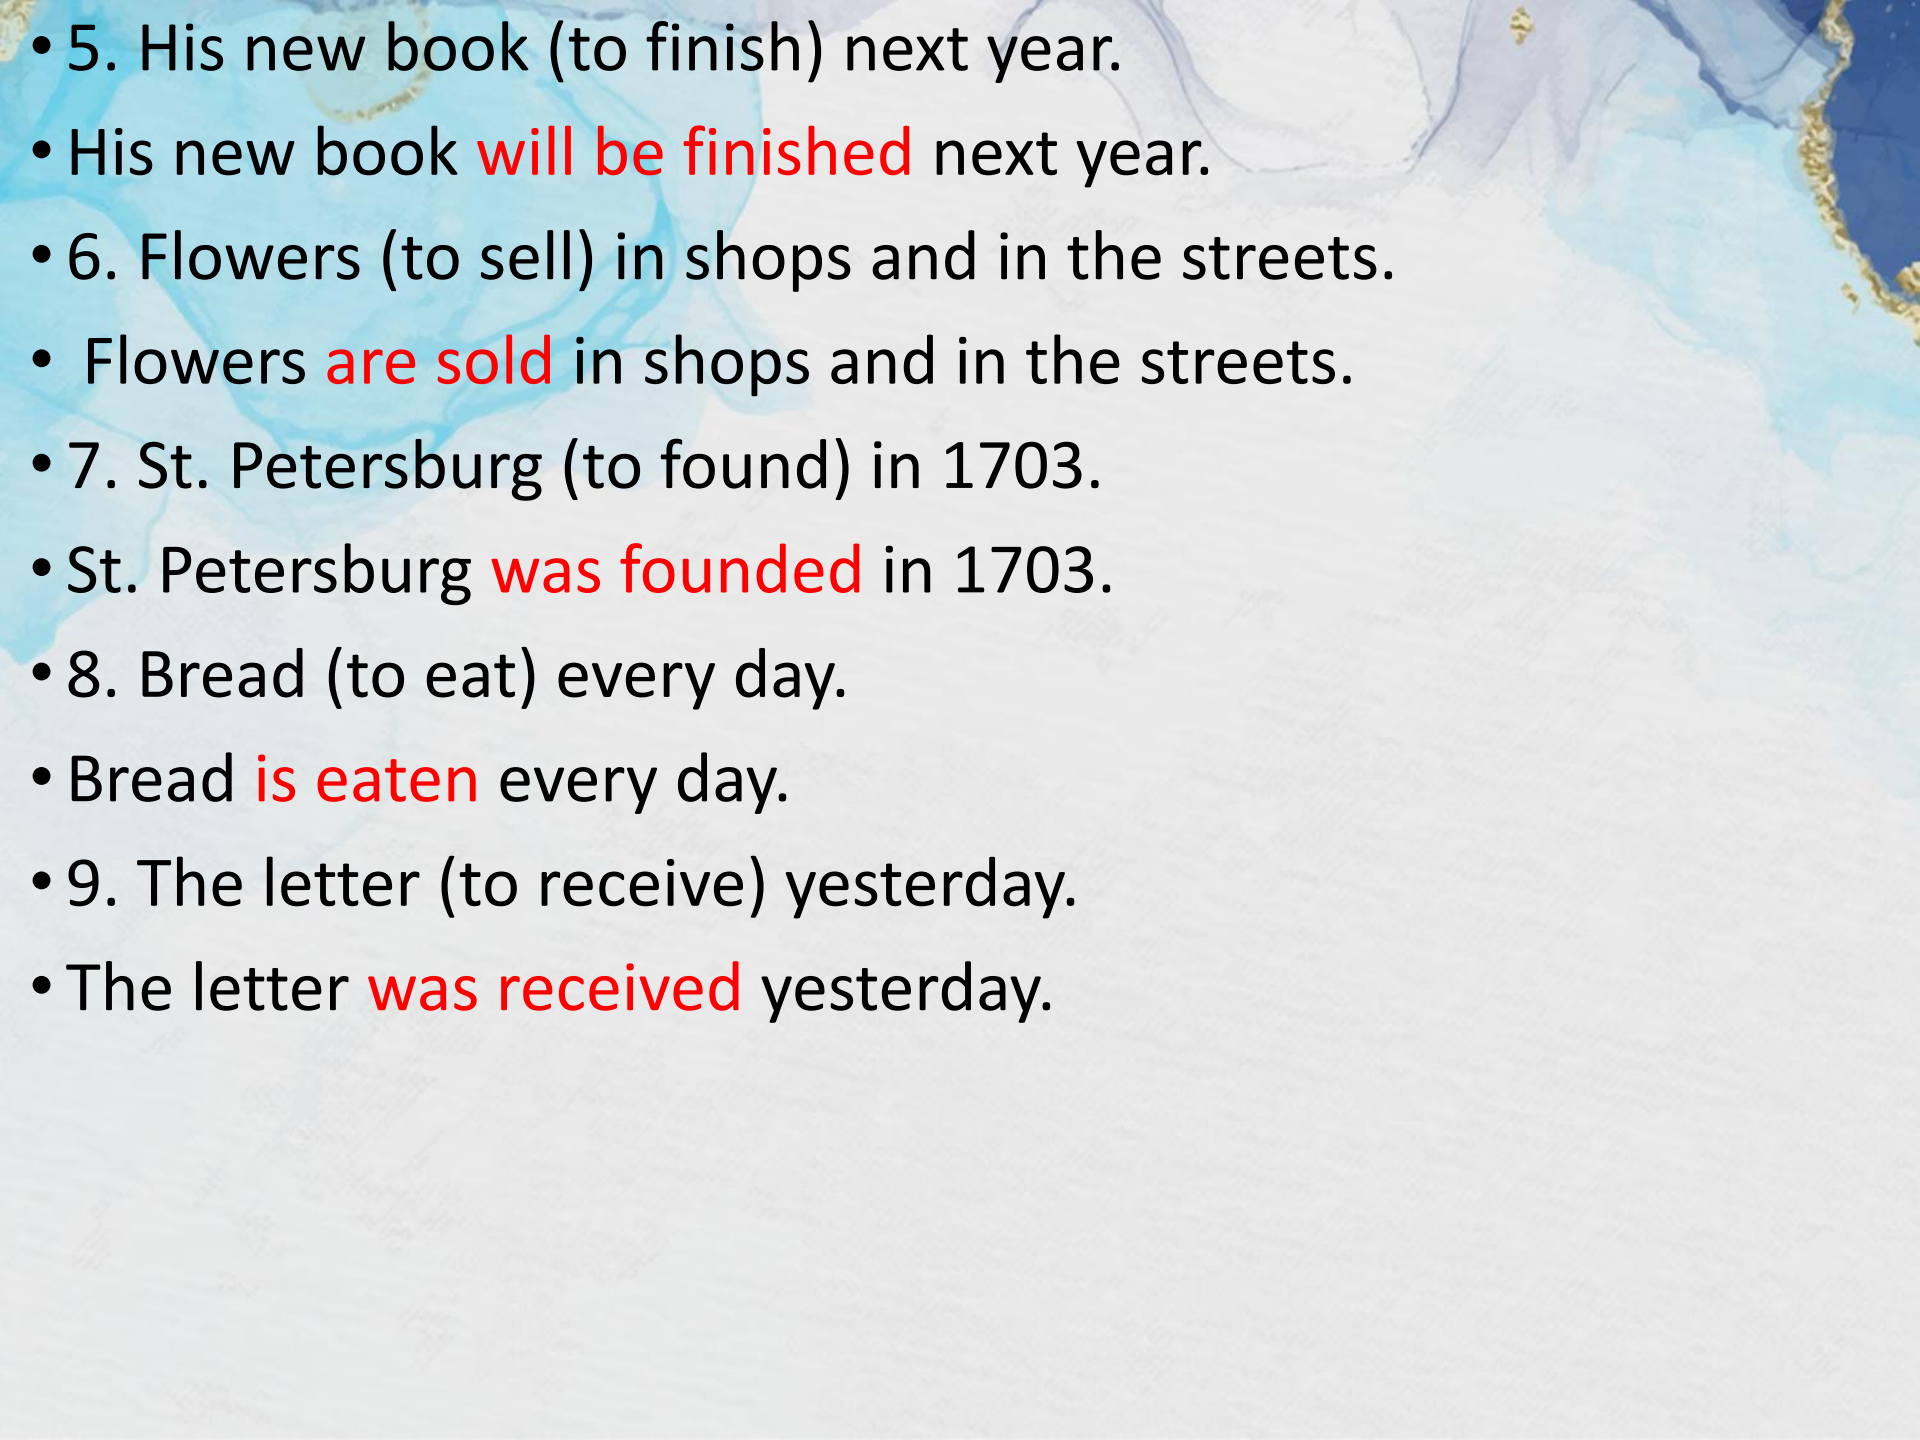 • 5. His new book (to finish) next year.
• His new book will be finished next year.
• 6. Flowers (to sell) in shops and in the streets.
• Flowers are sold in shops and in the streets.
• 7. St. Petersburg (to found) in 1703.
• St. Petersburg was founded in 1703.
• 8. Bread (to eat) every day.
• Bread is eaten every day.
• 9. The letter (to receive) yesterday.
• The letter was received yesterday.